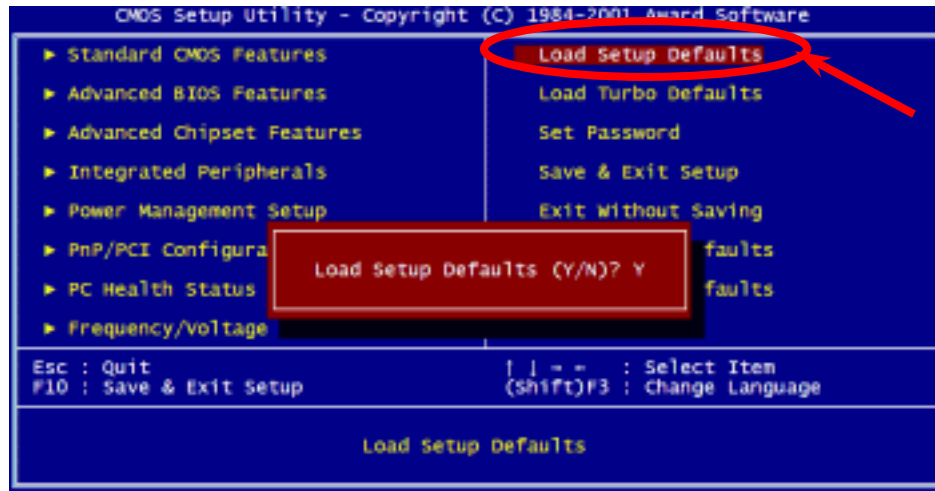 CMOS Setup Utility - Copyright (C) 1984-2001 Award Software
▶ Standard CMOS Features
▶ Advanced BIOS Features
▶ Advanced Chipset Features
▶ Integrated Peripherals
▶ Power Management Setup
▶ PnP/PCI Configura
▶ PC Health Status
▶ Frequency/Voltage
Load Setup Defaults
Load Turbo Defaults
Set Password
Save & Exit Setup
Exit Without Saving
faults
faults
Load Setup Defaults (Y/N)? Y
Esc : Quit
F10 : Save & Exit Setup
↑ ↓ → ← : Select Item
(Shift)F3 : Change Language
Load Setup Defaults